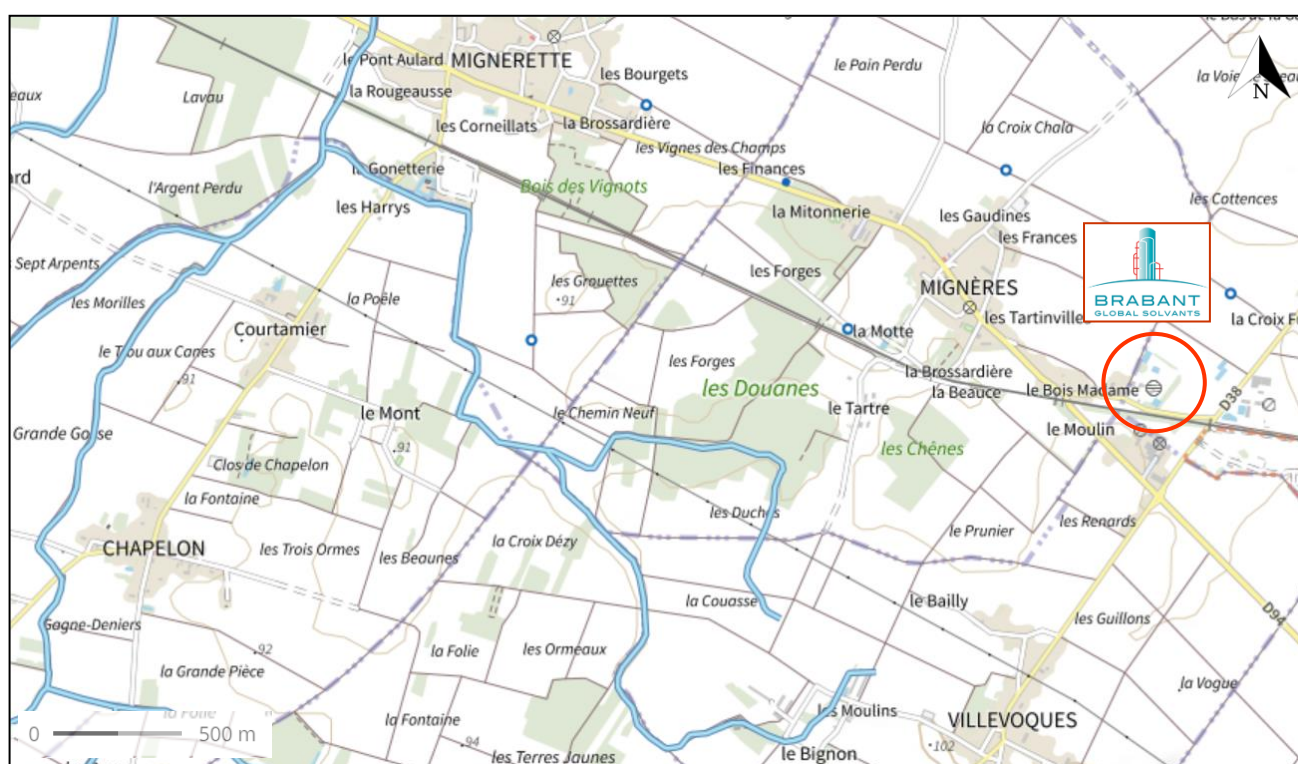 le Pont Aulard
MIGNERETTE
les Bourgets
le Pain Perdu
Lavau
la Rougeausse
les Corneillats
la Brossardière
la Croix Chala
N
les Vignes des Champs
les Finances
la Gonetterie
Bois des Vignots
l'Argent Perdu
les Harrys
la Mitonnerie
les Gaudines
les Cottences
les Frances
Sept Arpents
les Morilles
la Poële
les Grouettes
91
les Forges
MIGNÈRES
BRABANT
GLOBAL SOLVANTS
Courtamier
la Motte
les Tartinvilles
la Croix
le Trou aux Canes
91
les Forges
les Douanes
la Brossardière
la Beauce
le Bois Madame
D38
le Mont
le Chemin Neuf
le Tartre
le Moulin
Grande Gosse
91
Clos de Chapelon
les Chênes
la Fontaine
les Duches
le Prunier
les Renards
CHAPELON
les Trois Ormes
les Beaunes
la Croix Dézy
la Couasse
le Bailly
les Guillons
D94
Gagne-Deniers
92
la Grande Pièce
la Folie
les Ormeaux
la Vogue
la Folie
la Fontaine
les Moulins
VILLEVOQUES
0
500 m
94
les Terres Jaunes
le Bignon
102